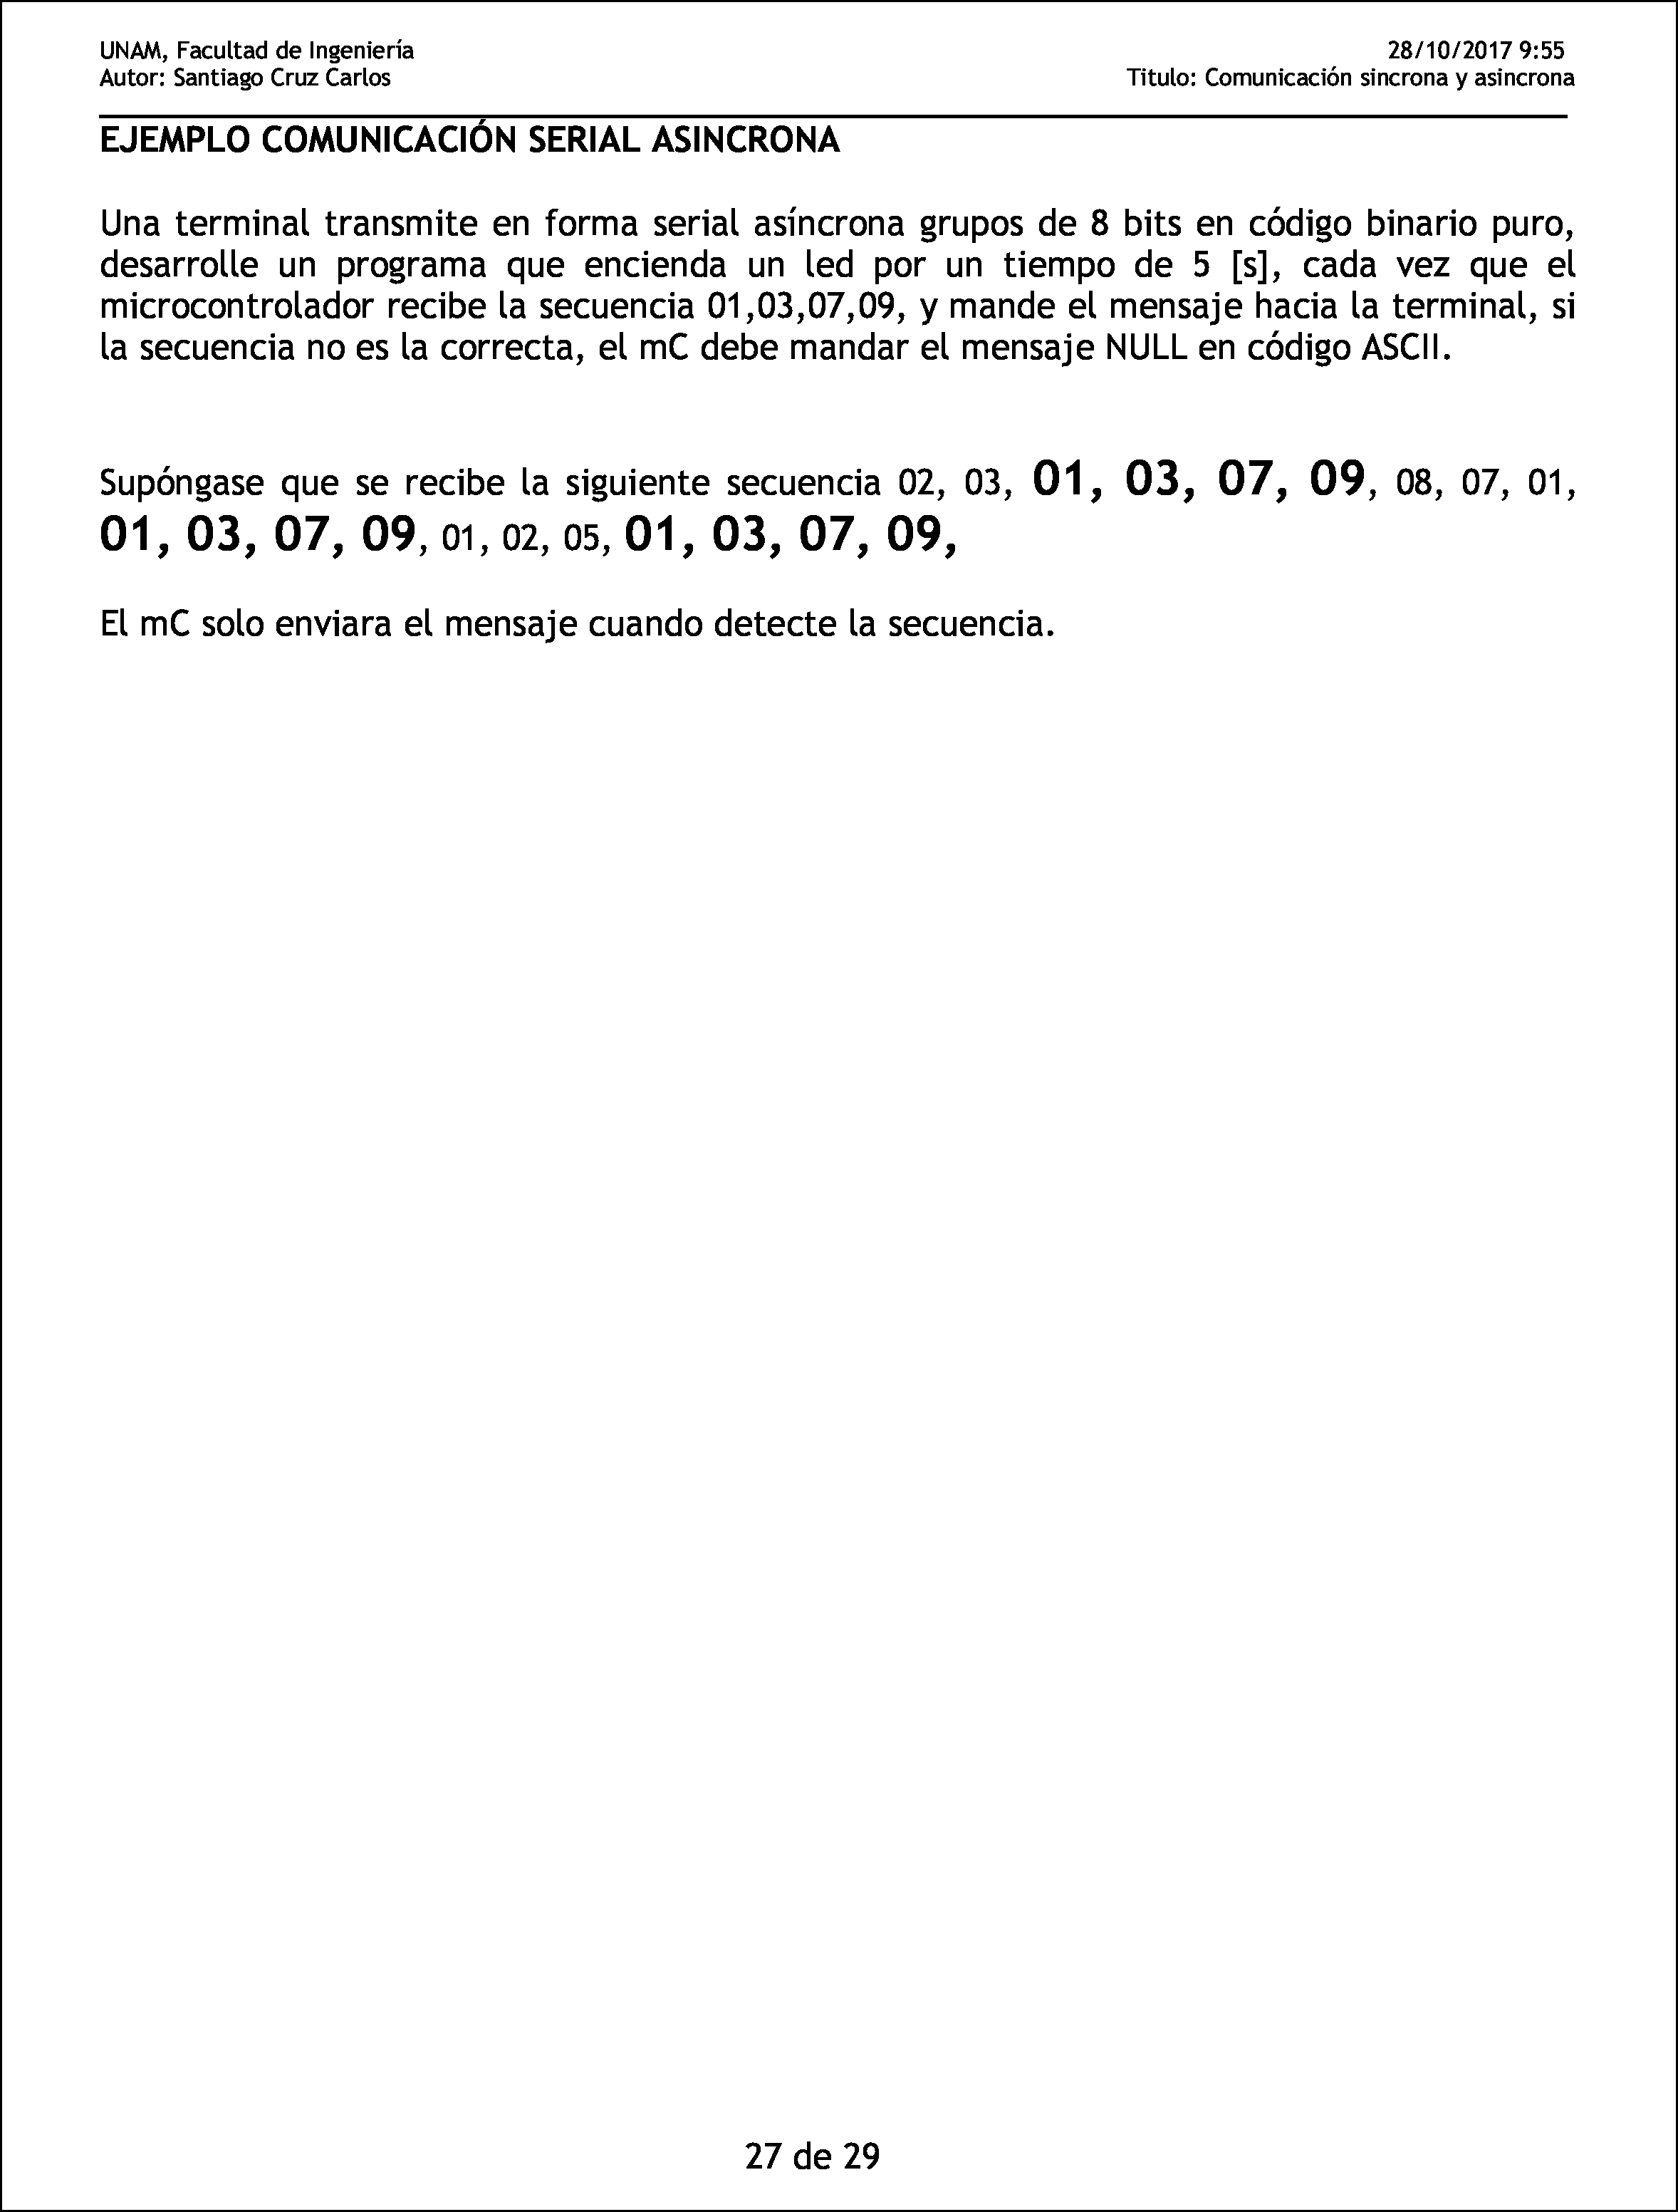 UNAM, Facultad de Ingeniería 28/10/2017 9:55
Autor: Santiago Cruz Carlos Titulo: Comunicación sincrona y asincrona
EJEMPLO COMUNICACIÓN SERIAL ASINCRONA
Una terminal transmite en forma serial asíncrona grupos de 8 bits en código binario puro,
desarrolle un programa que encienda un led por un tiempo de 5 [s], cada vez que el
microcontrolador recibe la secuencia 01,03,07,09, y mande el mensaje hacia la terminal, si
la secuencia no es la correcta, el mC debe mandar el mensaje NULL en código ASCII.
Supóngase que se recibe la siguiente secuencia 02, 03, 01, 03, 07, 09, 08, 07, 01,
01, 03, 07, 09, 01, 02, 05, 01, 03, 07, 09,
El mC solo enviara el mensaje cuando detecte la secuencia.
27 de 29